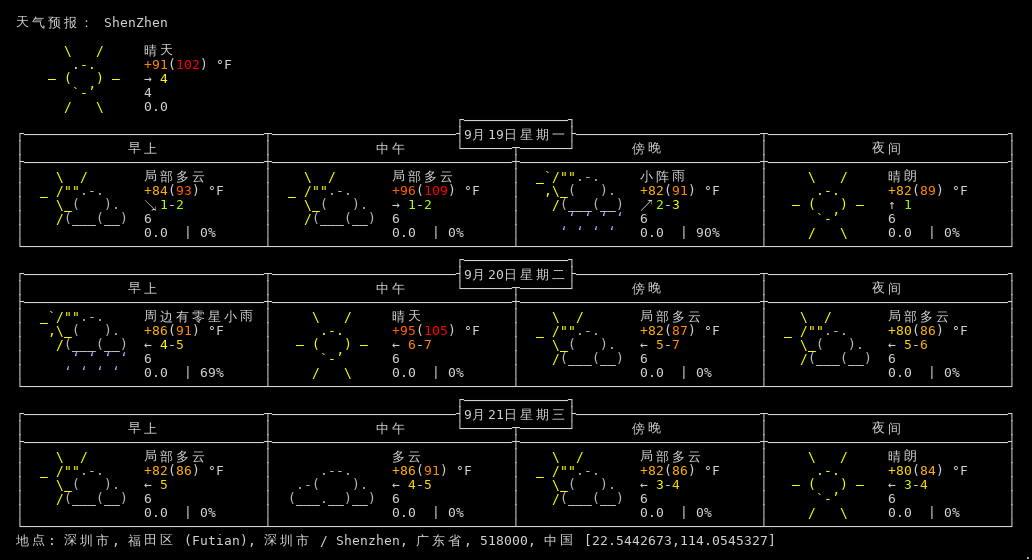 天气预报: ShenZhen
晴天
+91(102) °F
→ 4
4
0.0
9月19日星期一
早上 中午 傍晚 夜间
局部多云 局部多云 小阵雨 晴朗
+84(93) °F +96(109) °F +82(91) °F +82(89) °F
↘1-2 → 1-2 ↗2-3 ↑ 1
6 6 6 6
0.0 | 0% 0.0 | 0% 0.0 | 90% 0.0 | 0%
9月20日星期二
早上 中午 傍晚 夜间
周边有零星小雨 晴天 局部多云 局部多云
+86(91) °F +95(105) °F +82(87) °F +80(86) °F
← 4-5 ← 6-7 ← 5-7 ← 5-6
6 6 6 6
0.0 | 69% 0.0 | 0% 0.0 | 0% 0.0 | 0%
9月21日星期三
早上 中午 傍晚 夜间
局部多云 多云 局部多云 晴朗
+82(86) °F +86(91) °F +82(86) °F +80(84) °F
← 5 ← 4-5 ← 3-4 ← 3-4
6 6 6 6
0.0 | 0% 0.0 | 0% 0.0 | 0% 0.0 | 0%
地点: 深圳市, 福田区 (Futian), 深圳市 / Shenzhen, 广东省, 518000, 中国 [22.5442673,114.0545327]